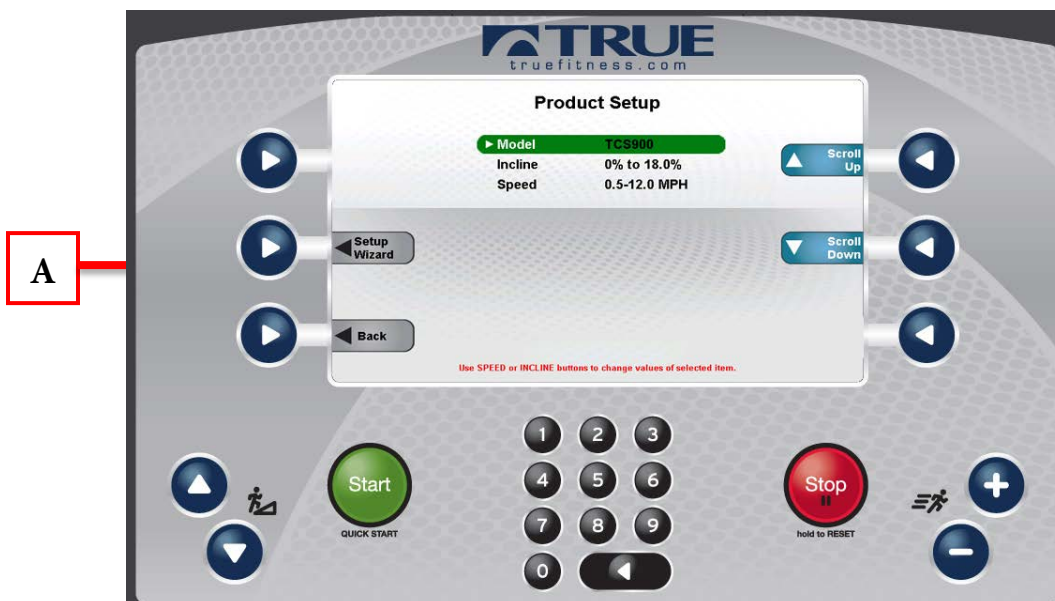 TRUE
truefitness.com
Product Setup
Model TCS900
Incline 0% to 18.0%
Speed 0.5-12.0 MPH
Scroll
Up
A
Setup
Wizard
Scroll
Down
Back
Use SPEED or INCLINE buttons to change values of selected item.
1 2 3
Start
QUICK START
4 5 6
Stop
hold to RESET
7 8 9
0